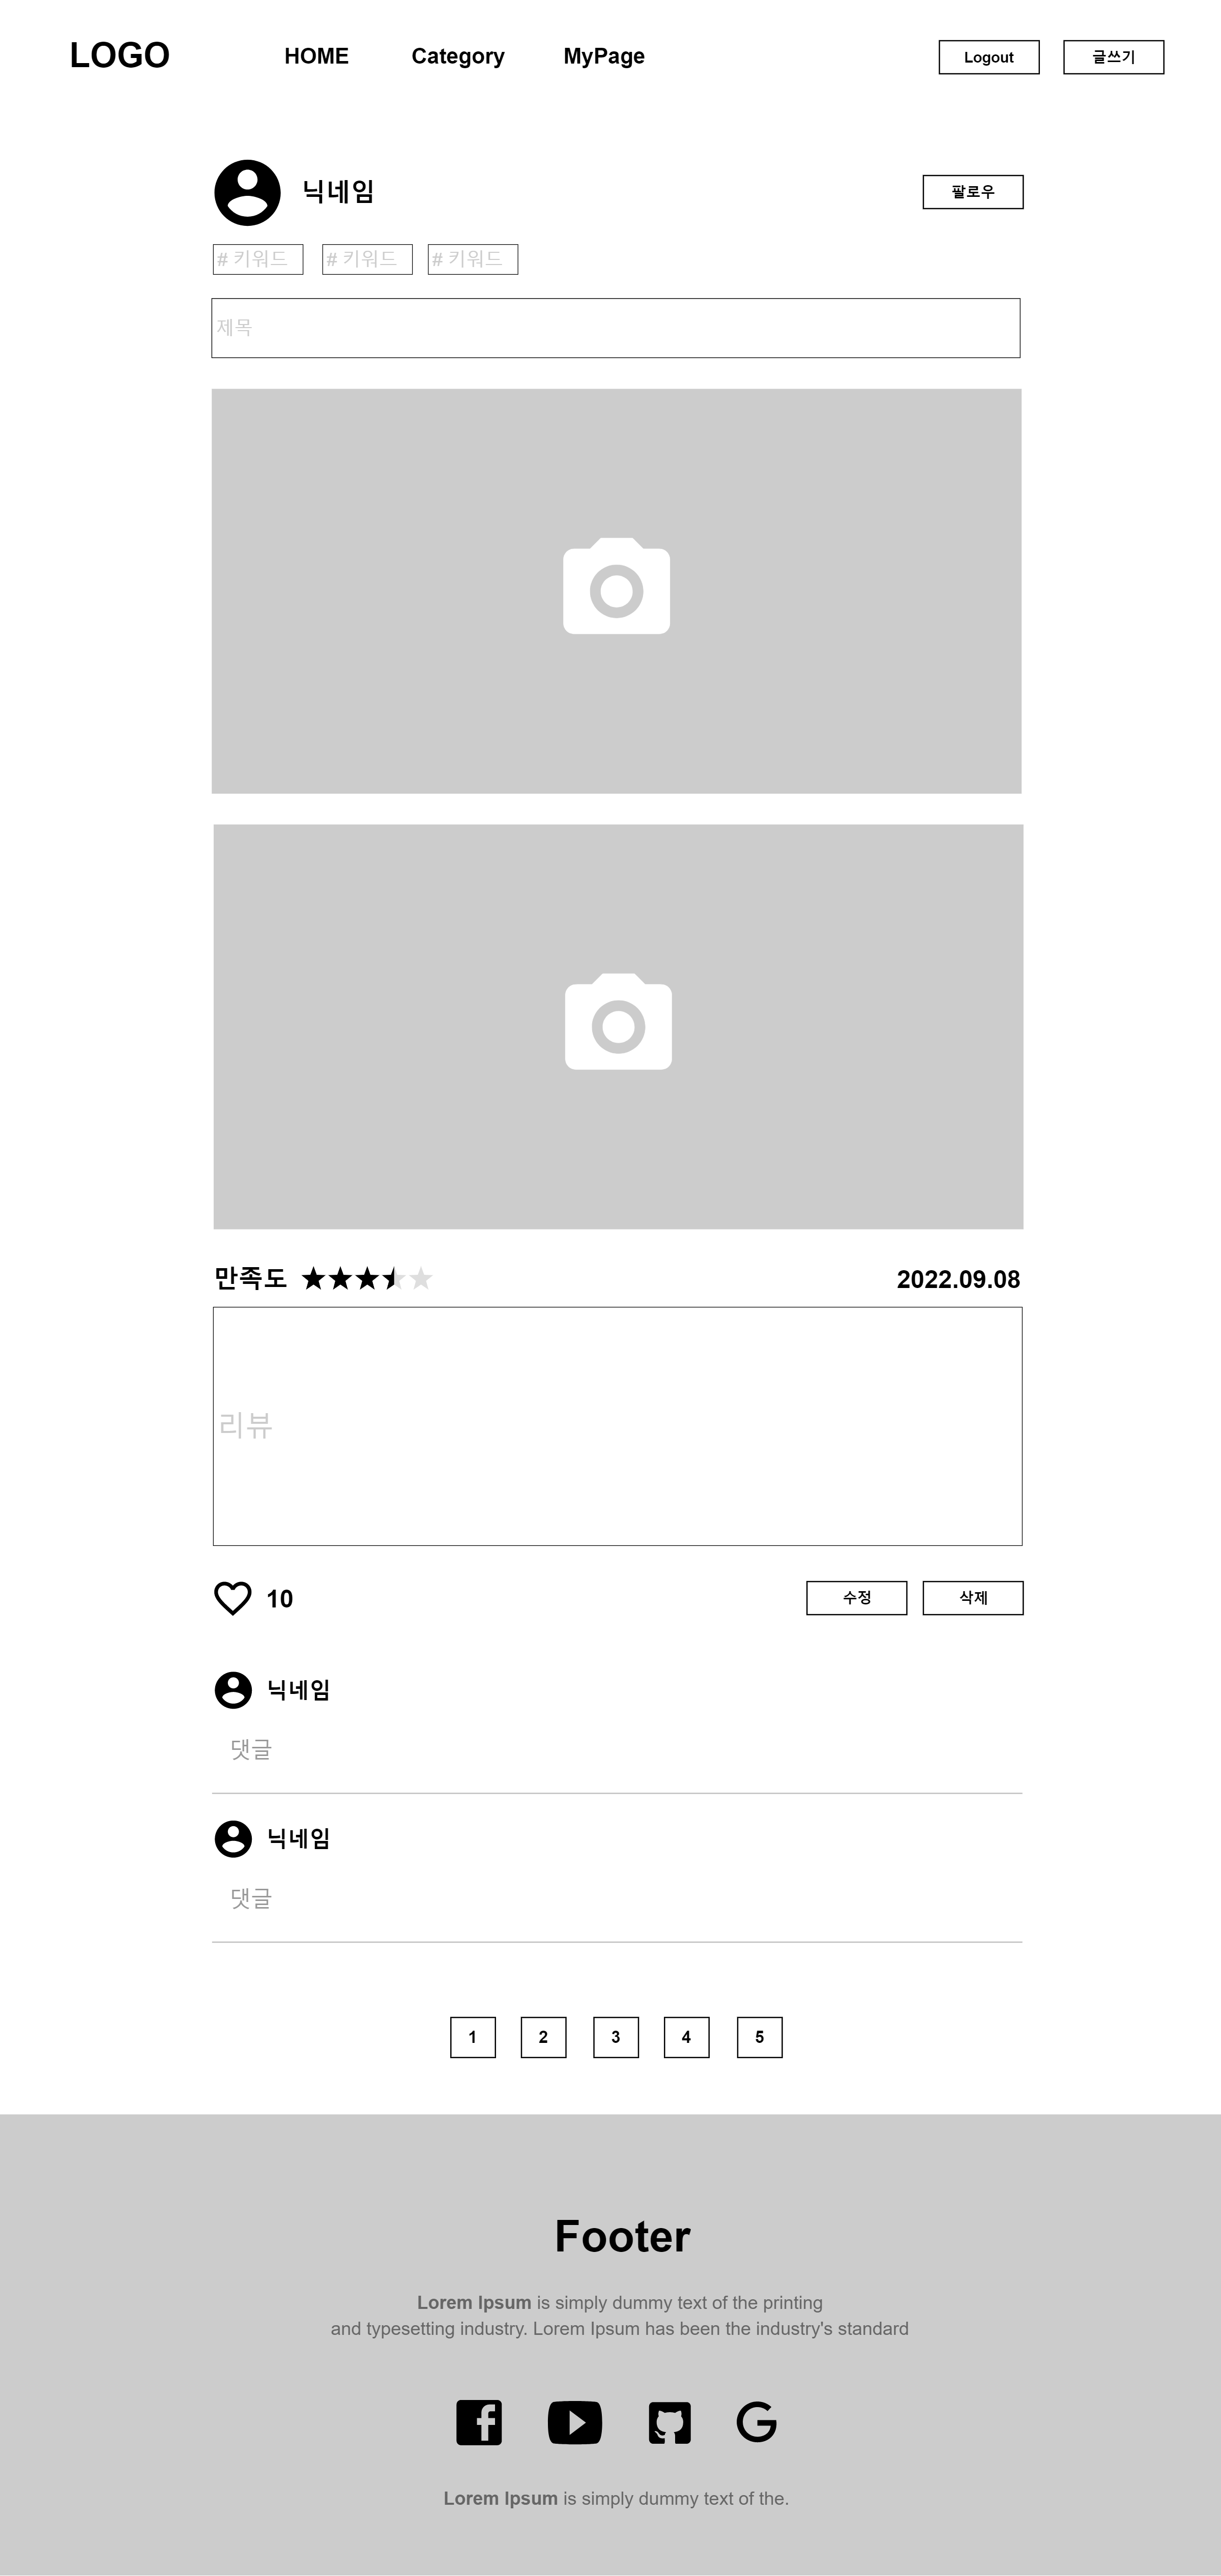 LOGO HOME Category MyPage Logout 글쓰기
닉네임 팔로우
# 키워드 # 키워드 # 키워드
제목
만족도 2022.09.08
리뷰
10 수정 삭제
닉네임
댓글
닉네임
댓글
1 2 3 4 5
Footer
Lorem Ipsum is simply dummy text of the printing
and typesetting industry. Lorem Ipsum has been the industry's standard
Lorem Ipsum is simply dummy text of the.